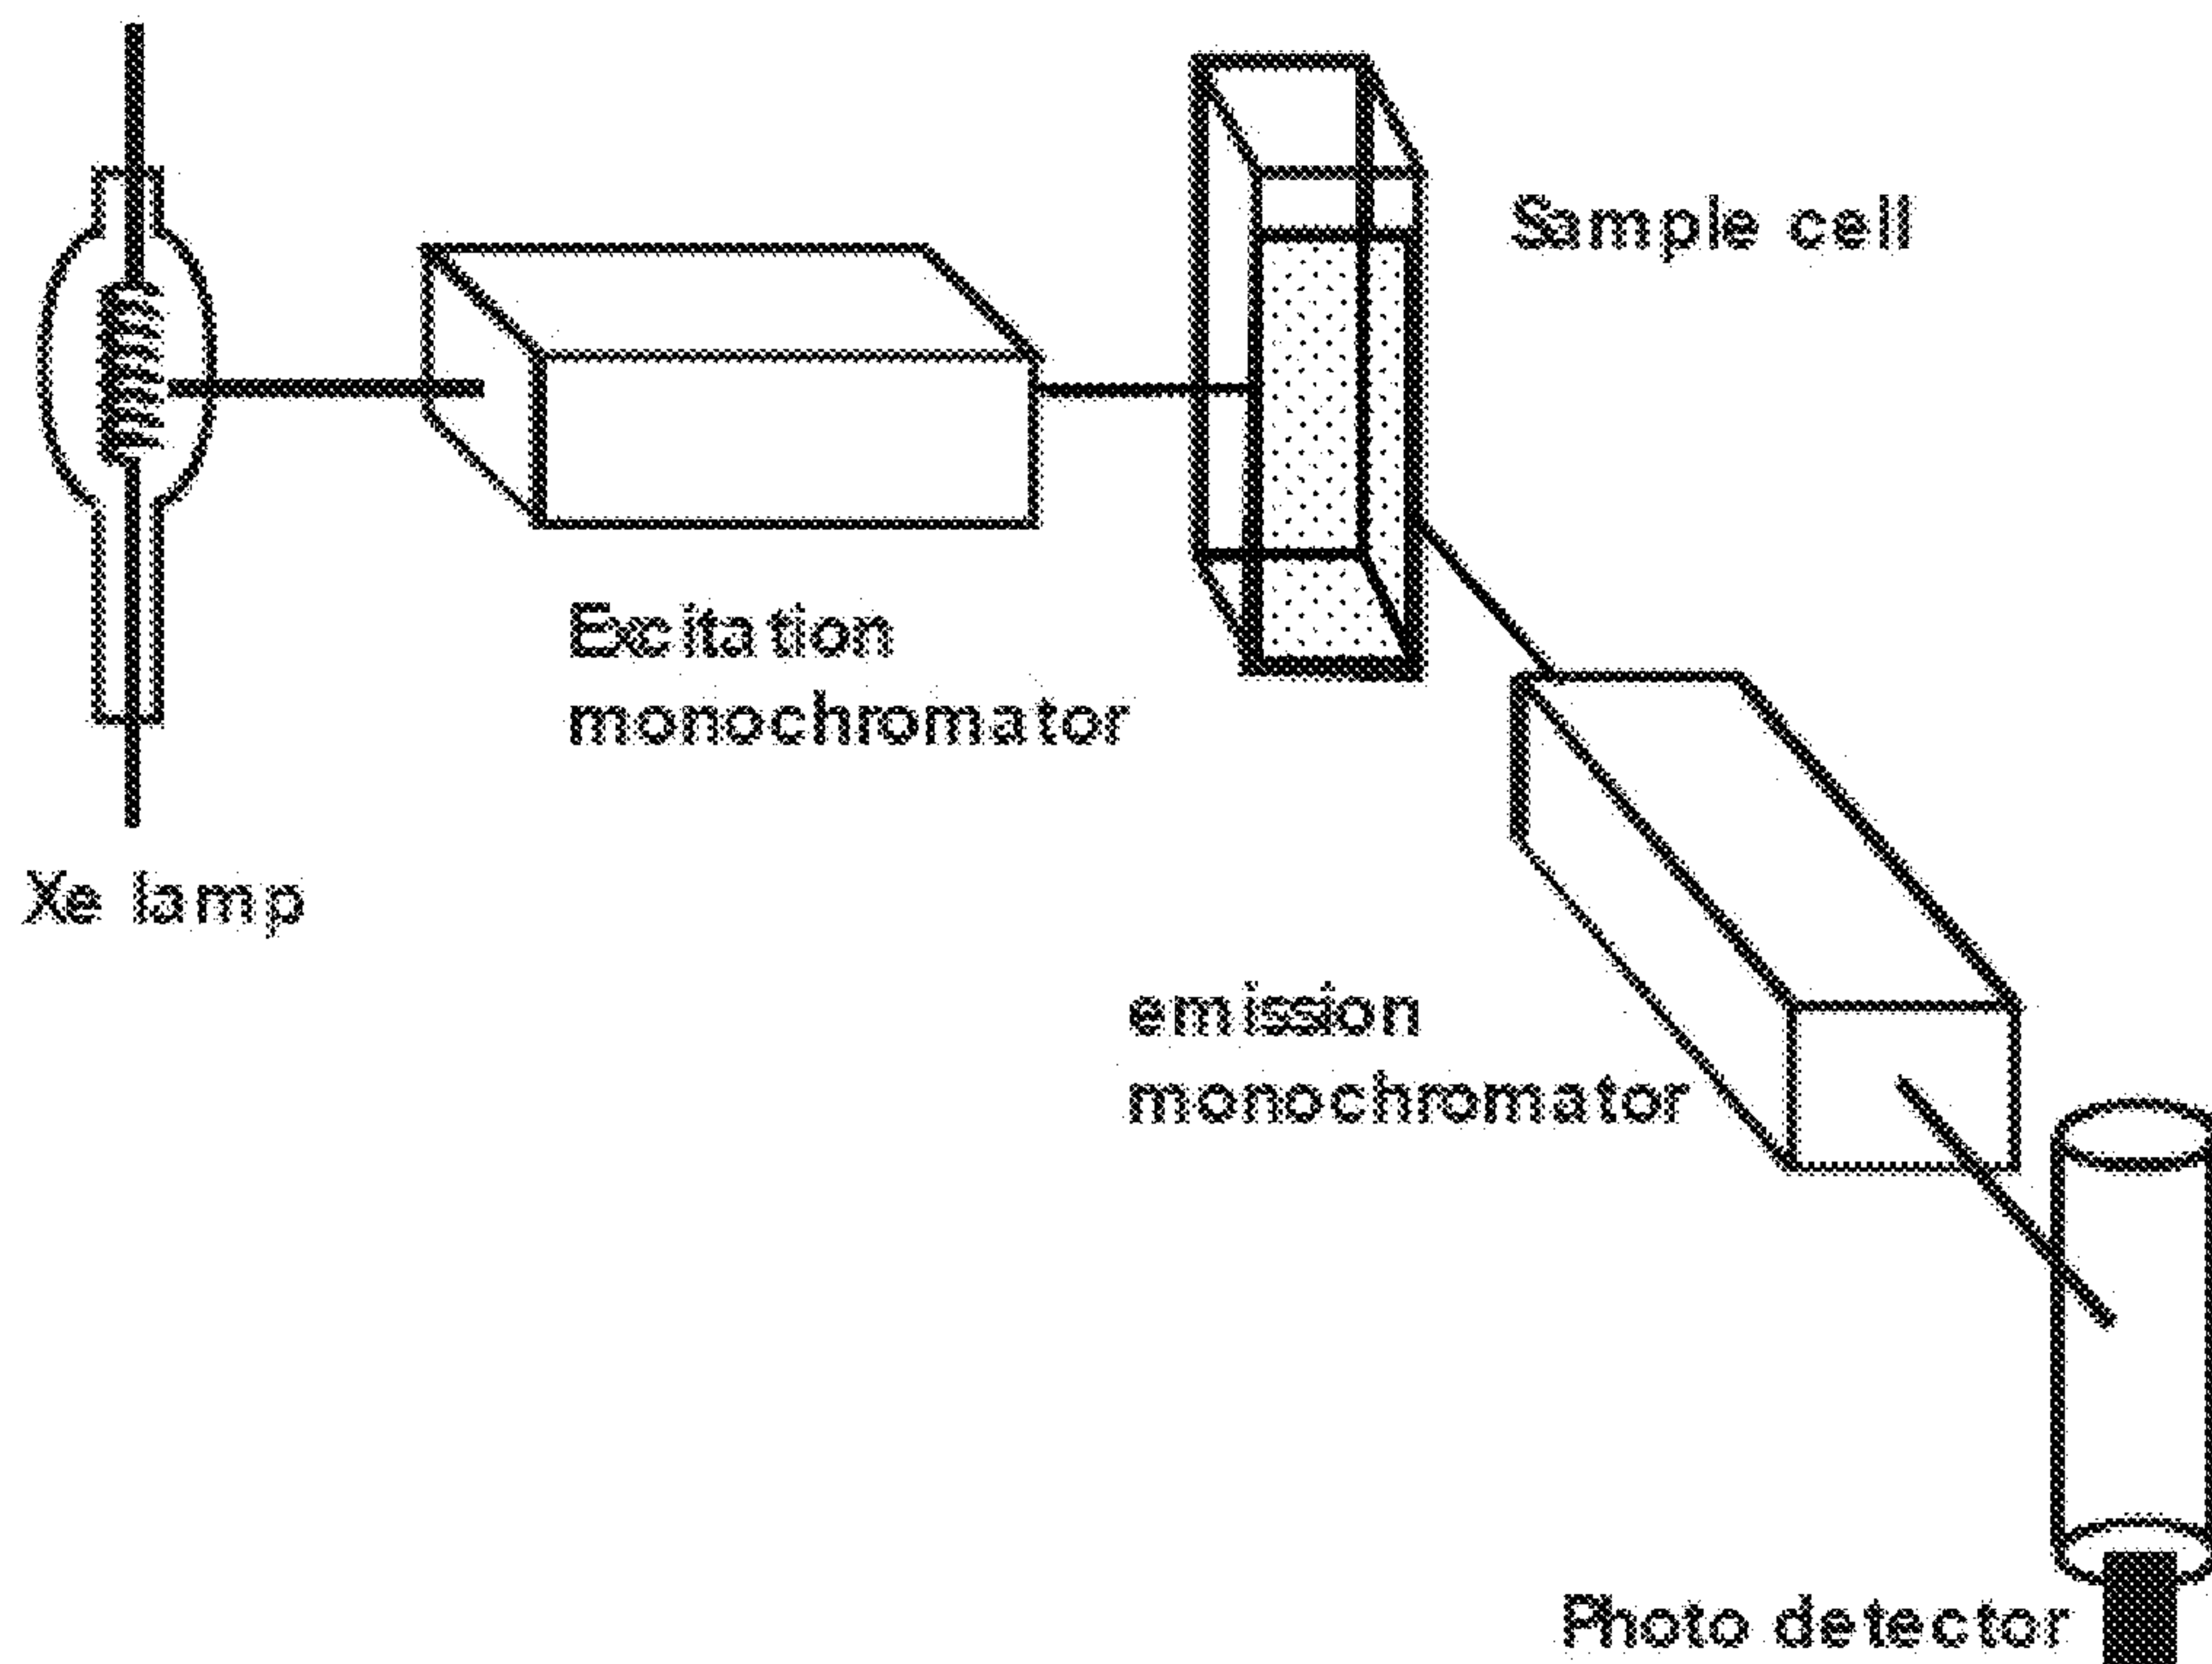 Sample cell
Excitation
monochromator
Xe lamp
emission
monochromator
Photo detector